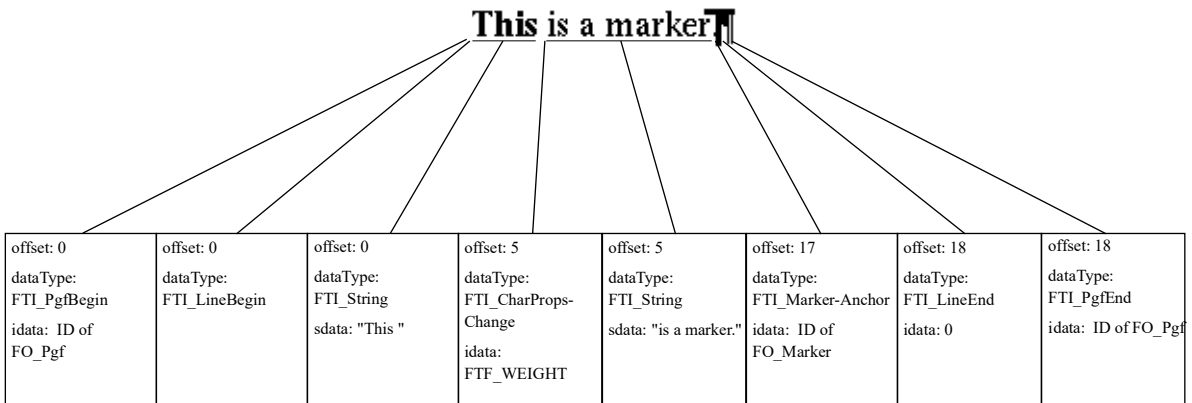 This is a marker.¶
offset: 0
dataType:
FTI_PgfBegin
idata: ID of
FO_Pgf
offset: 0
dataType:
FTI_LineBegin
offset: 0
dataType:
FTI_String
sdata: "This "
offset: 5
dataType:
FTI_CharProps-
Change
idata:
FTF_WEIGHT
offset: 5
dataType:
FTI_String
sdata: "is a marker."
offset: 17
dataType:
FTI_Marker-Anchor
idata: ID of
FO_Marker
offset: 18
dataType:
FTI_LineEnd
idata: 0
offset: 18
dataType:
FTI_PgfEnd
idata: ID of FO_Pgf